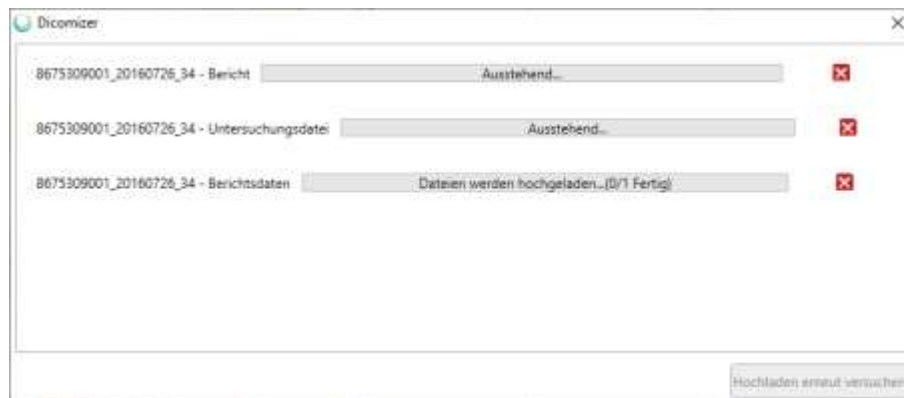 Dicomizer
8675309001_20160726_34 - Bericht Ausstehend...
8675309001_20160726_34 - Untersuchungsdatei Ausstehend...
8675309001_20160726_34 - Berichtsdaten Dateien werden hochgeladen...(0/1 Fertig)
Hochladen erneut versuchen